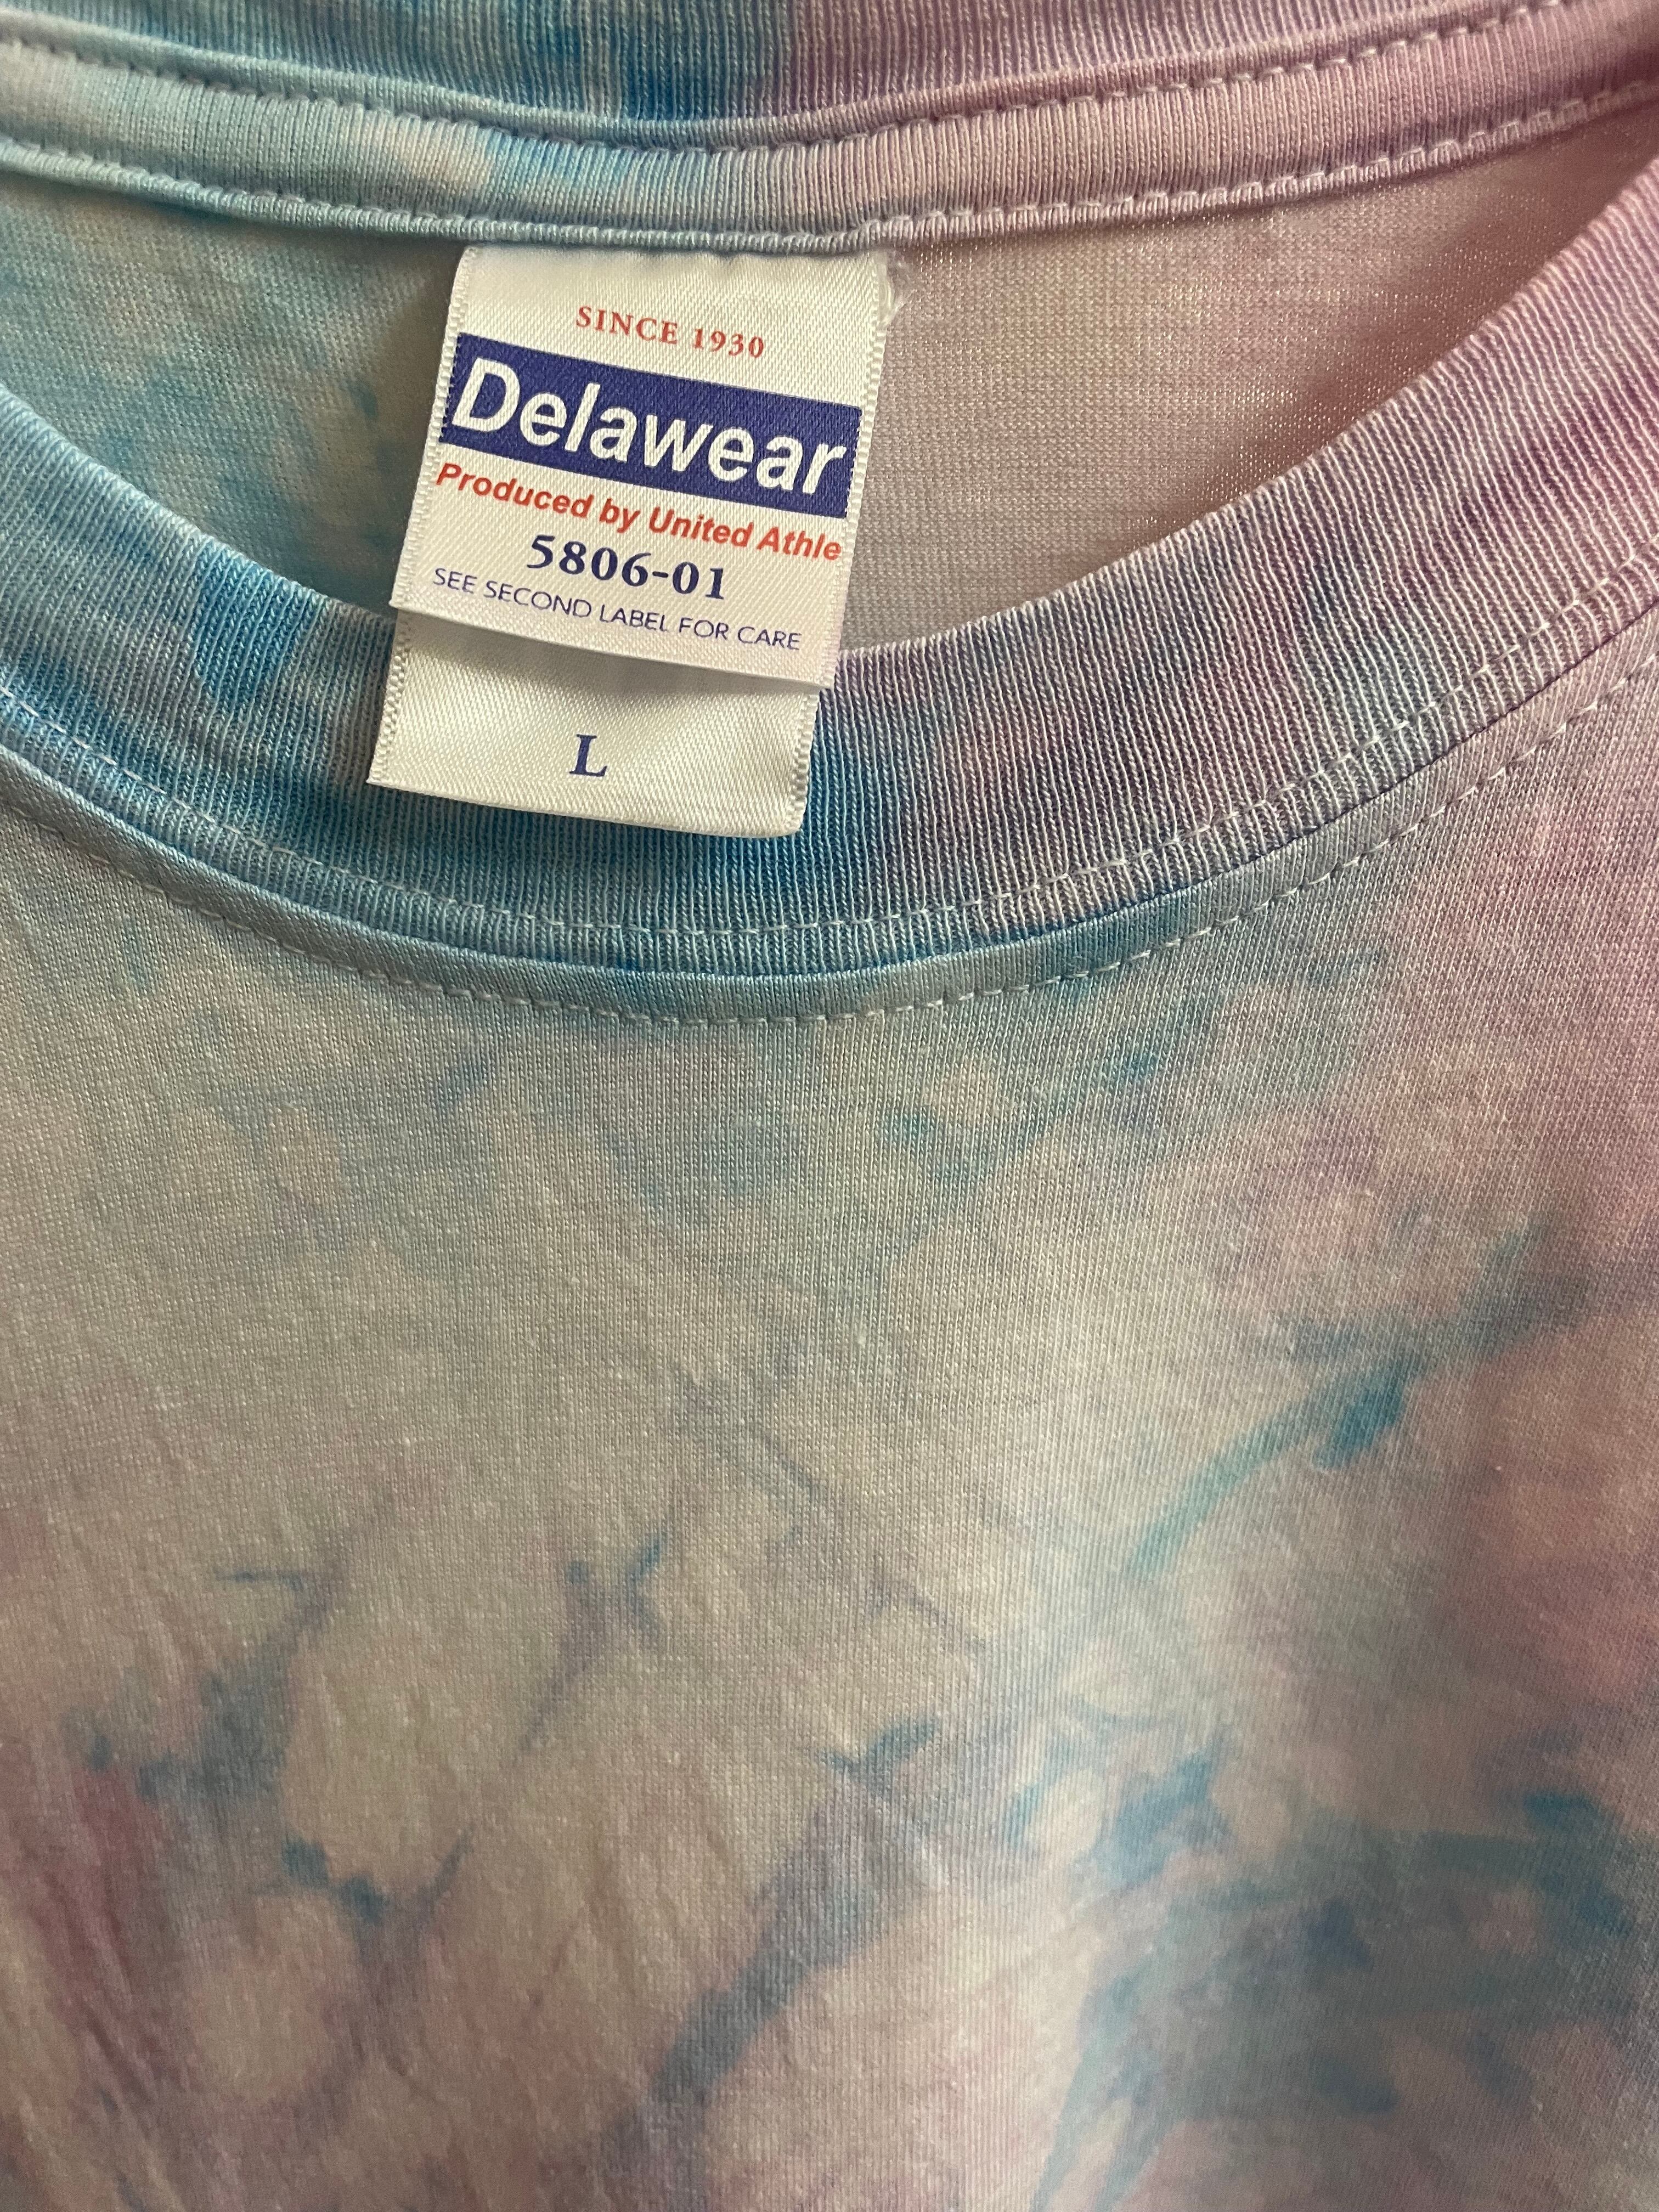 SINCE 1930
Delawear
Produced by United Athle
5806-01
SEE SECOND LABEL FOR CARE
L